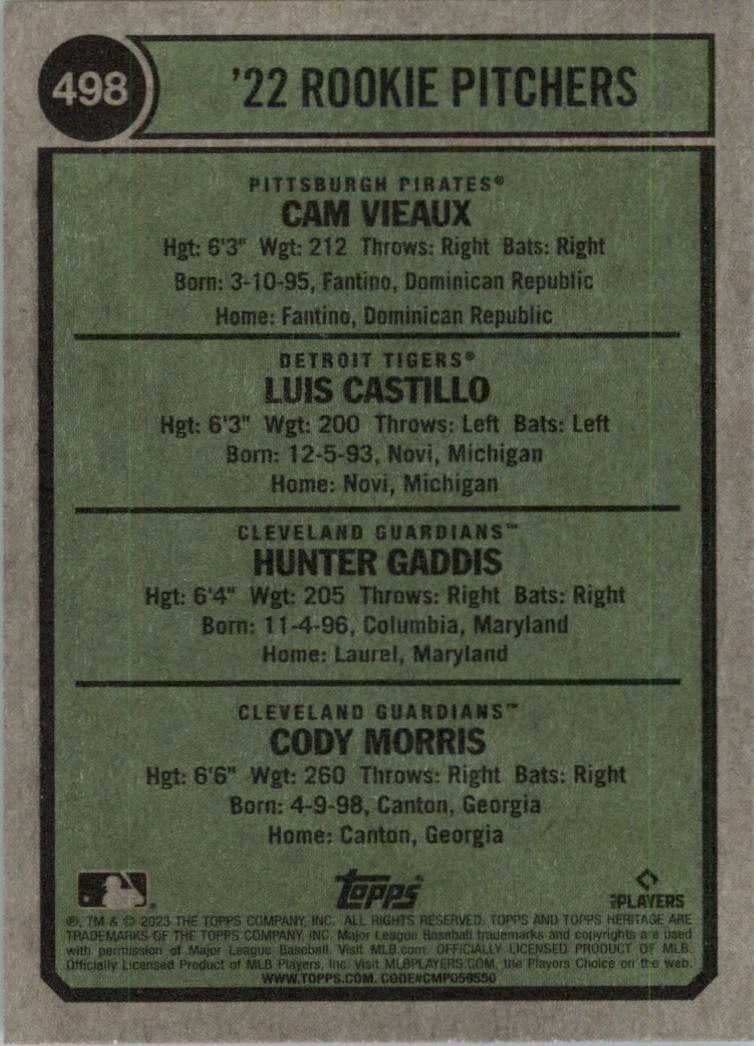 498
'22 ROOKIE PITCHERS
PITTSBURGH PIRATES®
CAM VIEAUX
Hgt: 6'3" Wgt: 212 Throws: Right Bats: Right
Born: 3-10-95, Fantino, Dominican Republic
Home: Fantino, Dominican Republic
DETROIT TIGERS®
LUIS CASTILLO
Hgt: 6'3" Wgt: 200 Throws: Left Bats: Left
Born: 12-5-93, Novi, Michigan
Home: Novi, Michigan
CLEVELAND GUARDIANS™
HUNTER GADDIS
Hgt: 6'4" Wgt: 205 Throws: Right Bats: Right
Born: 11-4-96, Columbia, Maryland
Home: Laurel, Maryland
CLEVELAND GUARDIANS™
CODY MORRIS
Hgt: 6'6" Wgt: 260 Throws: Right Bats: Right
Born: 4-9-98, Canton, Georgia
Home: Canton, Georgia
topps
PLAYERS
®, TM & © 2023 THE TOPPS COMPANY, INC. ALL RIGHTS RESERVED. TOPPS AND TOPPS HERITAGE ARE
TRADEMARKS OF THE TOPPS COMPANY, INC. Major League Baseball trademarks and copyrights are used
with permission of Major League Baseball. Visit MLB.com. OFFICIALLY LICENSED PRODUCT OF MLB
Officially Licensed Product of MLB Players, Inc. Visit MLBPLAYERS.COM, the Players Choice on the web.
WWW.TOPPS.COM. CODE#CMP056550